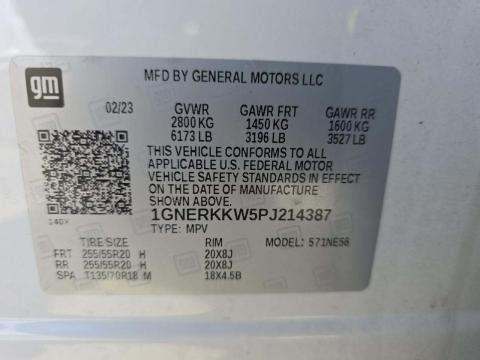 gm
MFD BY GENERAL MOTORS LLC
02/23 GVWR GAWR FRT GAWR RR
2800 KG 1450 KG 1600 KG
6173 LB 3196 LB 3527 LB
THIS VEHICLE CONFORMS TO ALL
APPLICABLE U.S. FEDERAL MOTOR
VEHICLE SAFETY STANDARDS IN EFFECT
ON THE DATE OF MANUFACTURE
SHOWN ABOVE.
1GNERKKW5PJ214387
TYPE: MPV
TIRE SIZE RIM MODEL: 571NE56
FRT 255/55R20 H 20X8J
RR 255/55R20 H 20X8J
SPA T135/70R18 M 18X4.5B